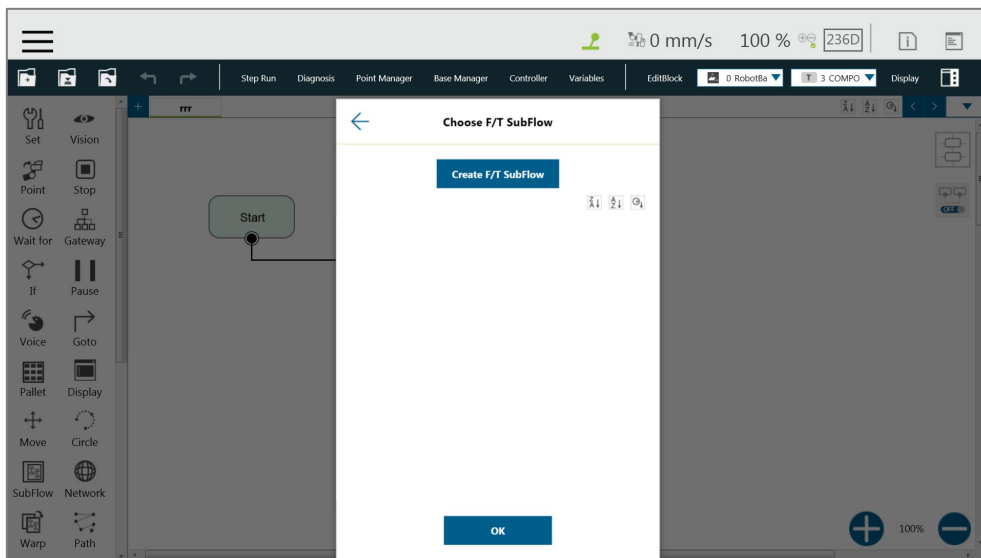 0 mm/s 100 % 236D
Step Run Diagnosis Point Manager Base Manager Controller Variables EditBlock 0 RobotBa T 3 COMPO Display
rrr
Set Vision
Point Stop
Wait for Gateway
If Pause
Voice Goto
Pallet Display
Move Circle
SubFlow Network
Warp Path
Start
Choose F/T SubFlow
Create F/T SubFlow
OK
OFF
100%